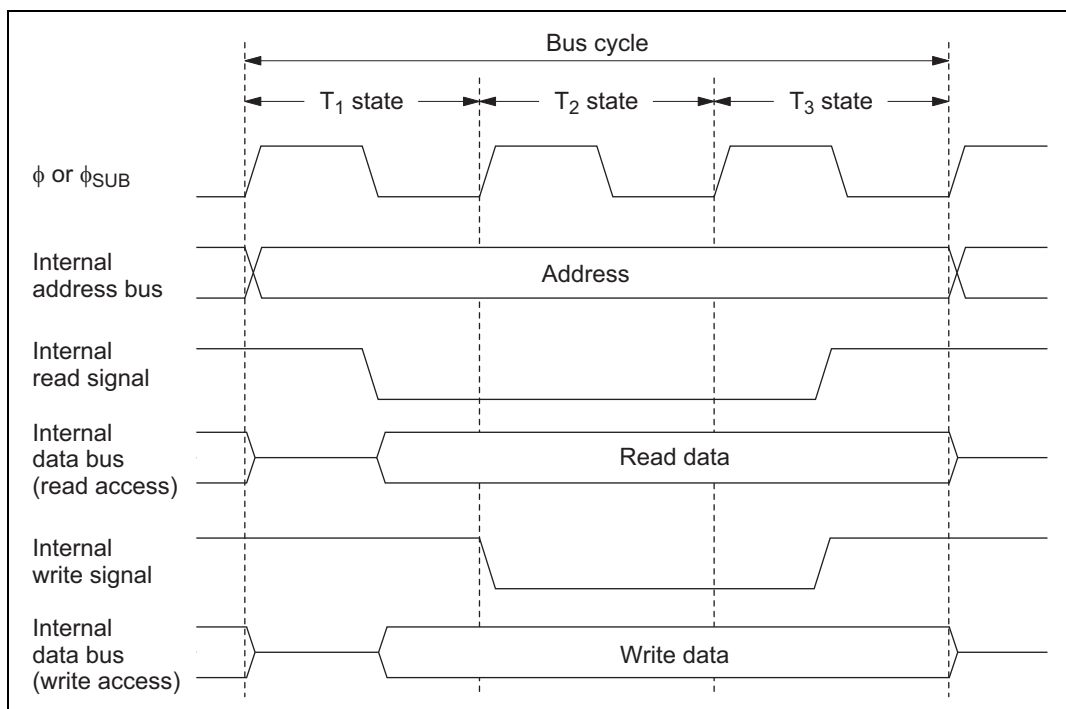 Bus cycle
T₁ state
T₂ state
T₃ state
ϕ or ϕSUB
Internal
address bus
Address
Internal
read signal
Internal
data bus
(read access)
Read data
Internal
write signal
Internal
data bus
(write access)
Write data